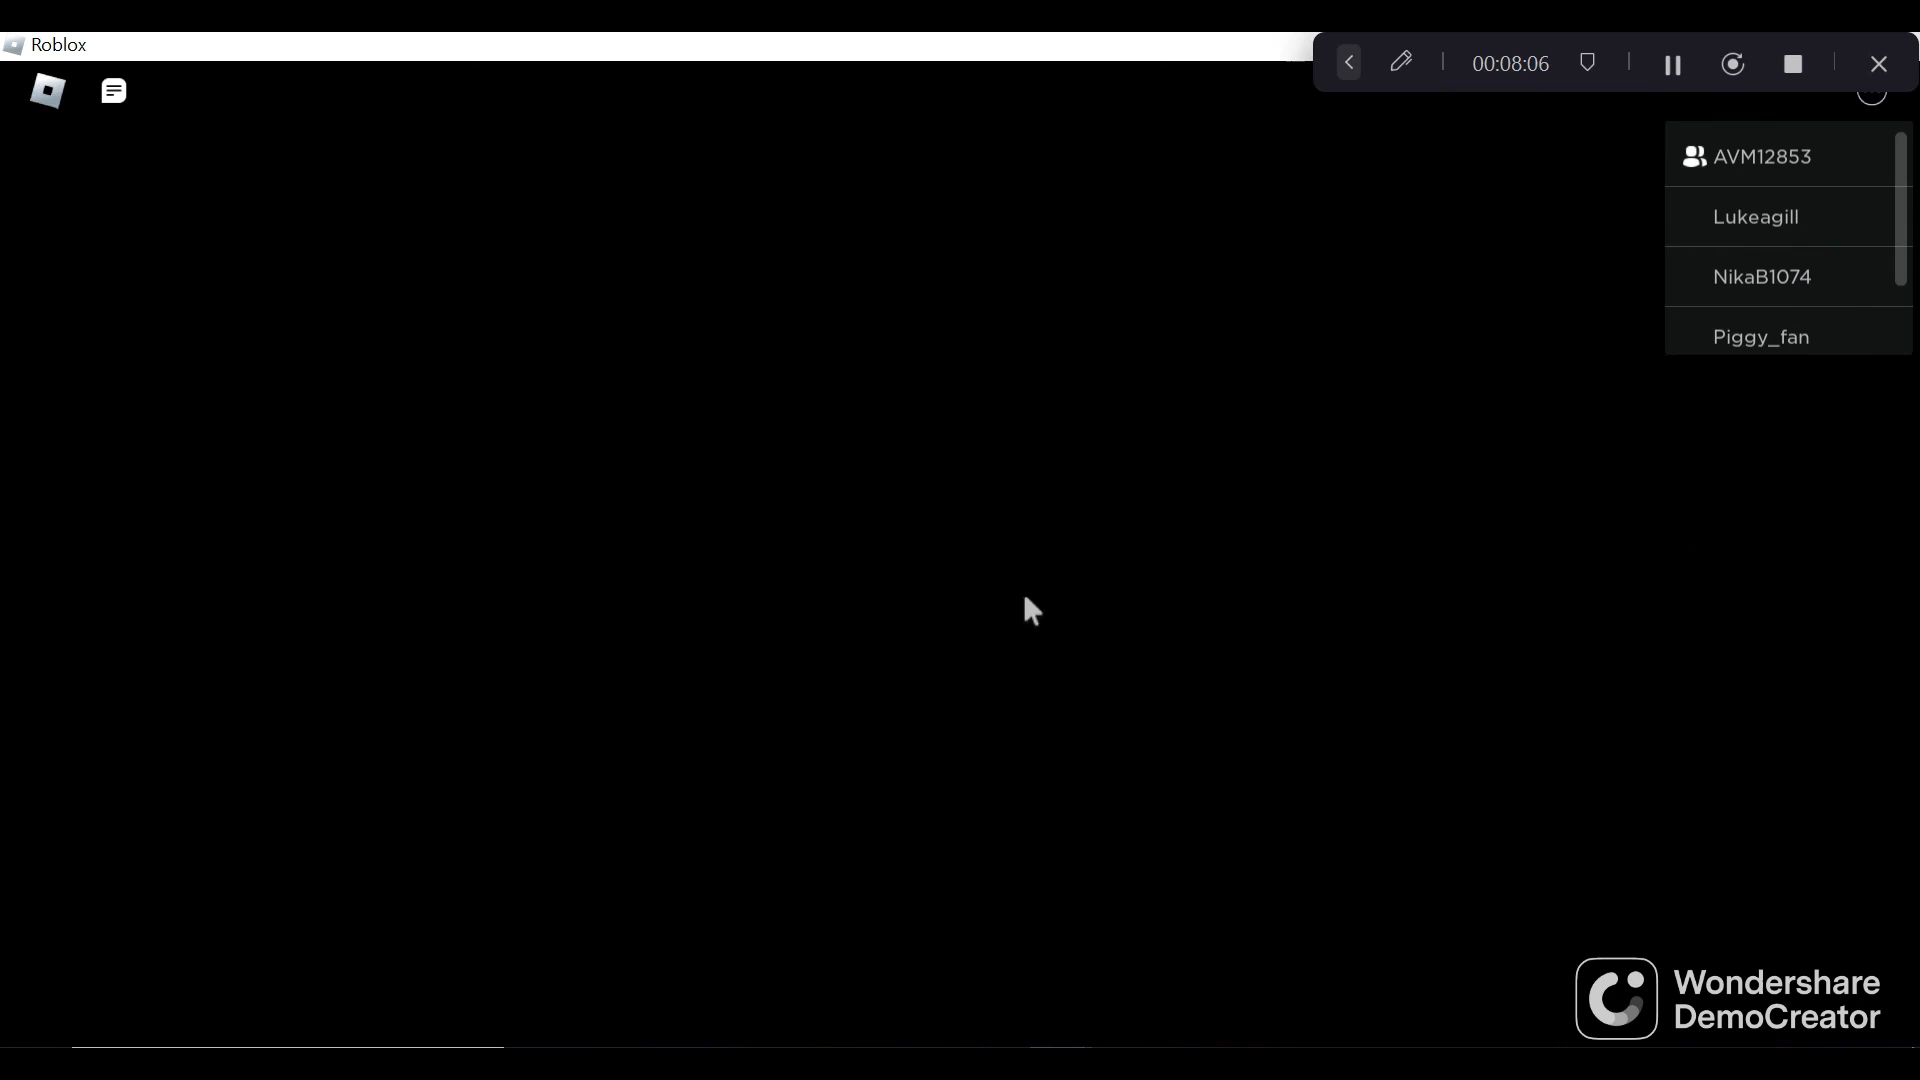 Roblox
00:08:06
AVM12853
Lukeagill
NikaB1074
Piggy_fan
Wondershare
DemoCreator